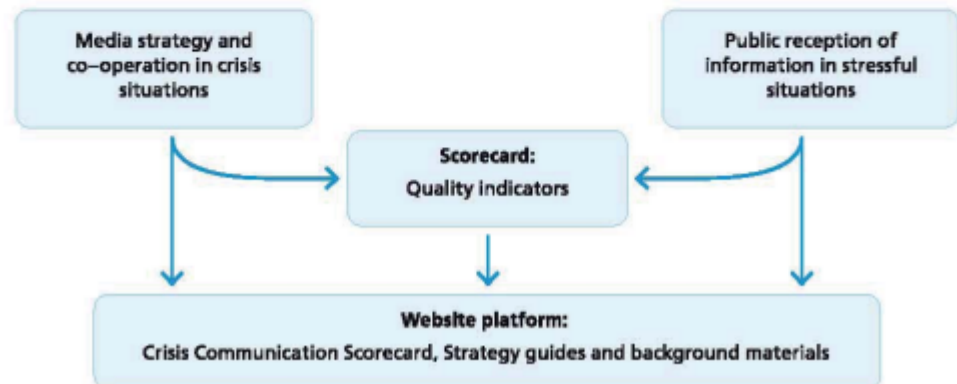 Media strategy and
co-operation in crisis
situations
Public reception of
information in stressful
situations
Scorecard:
Quality indicators
Website platform:
Crisis Communication Scorecard, Strategy guides and background materials